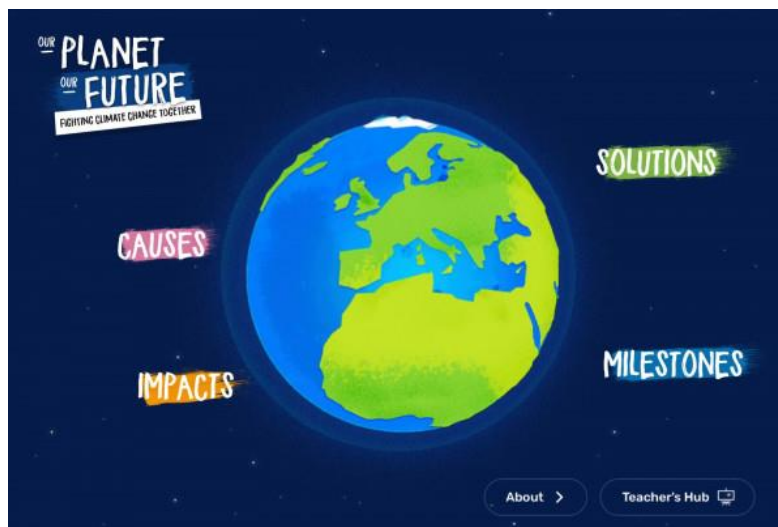 OUR PLANET
OUR FUTURE
FIGHTING CLIMATE CHANGE TOGETHER
SOLUTIONS
CAUSES
MILESTONES
IMPACTS
About
Teacher's Hub